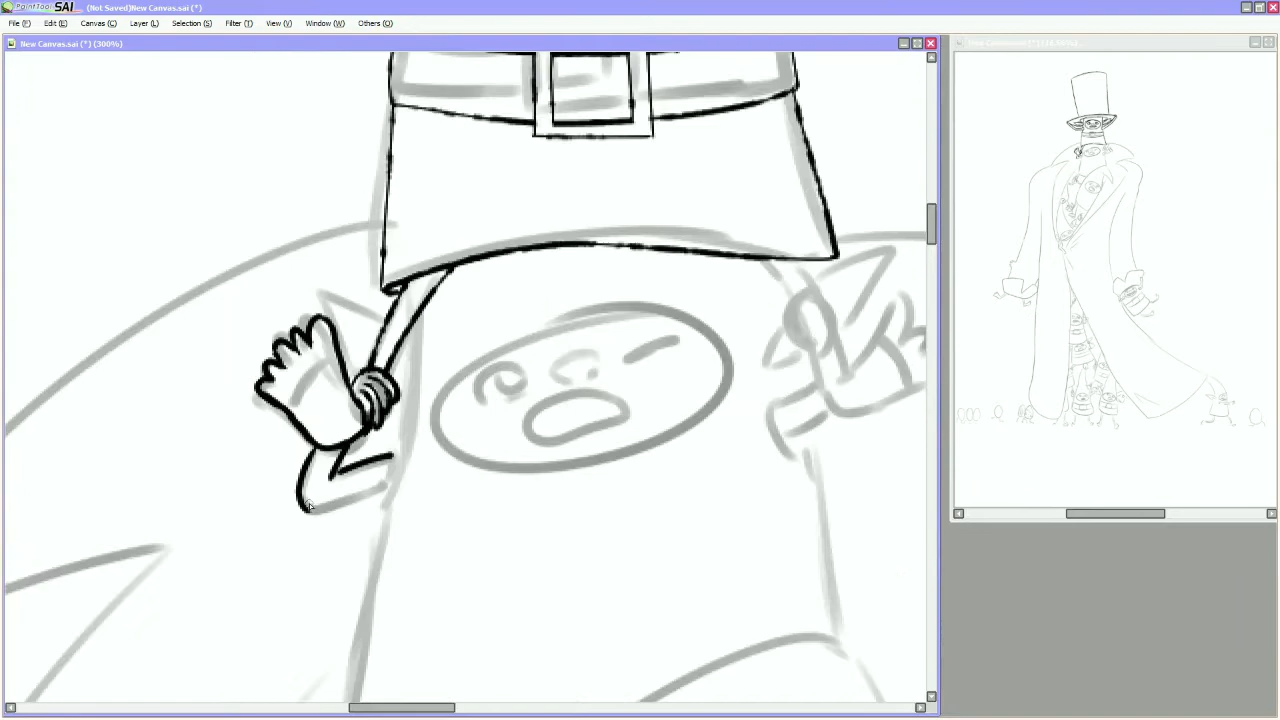 PaintTool SAI (Not Saved)New Canvas.sai (*)
File (F) Edit (E) Canvas (C) Layer (L) Selection (S) Filter (T) View (V) Window (W) Others (O)
New Canvas.sai (*) (300%)